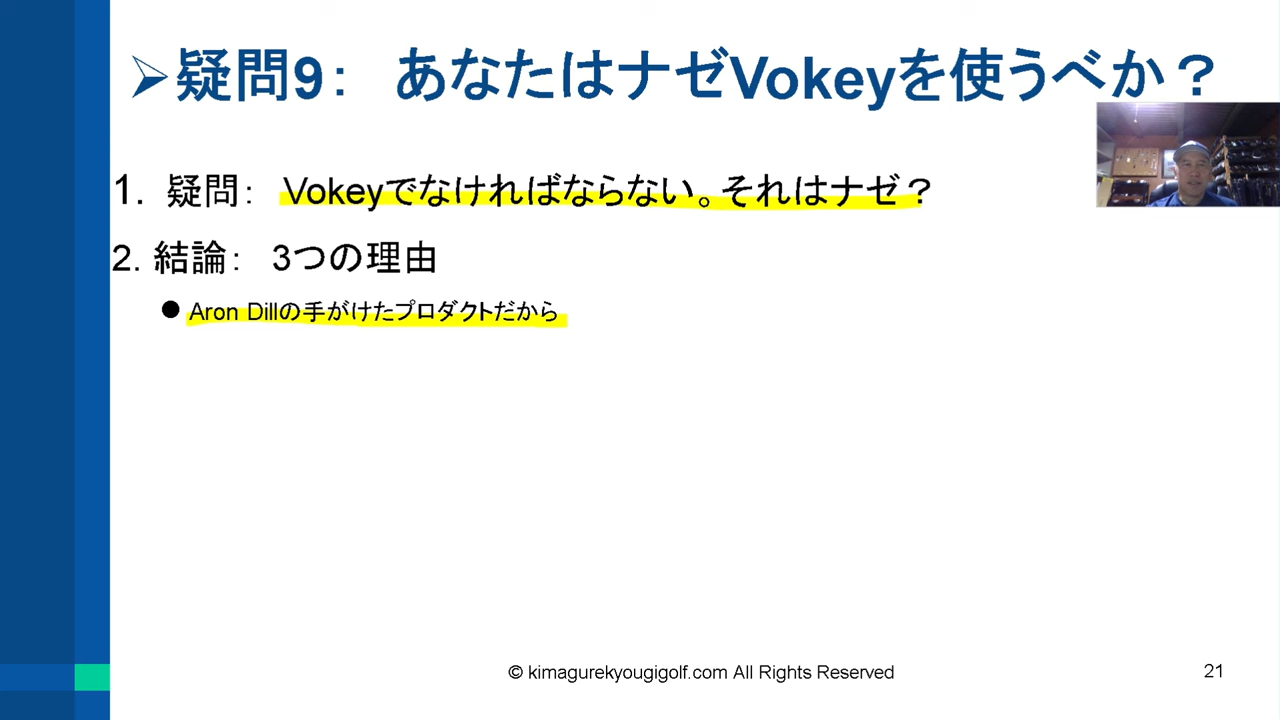 ➢疑問9： あなたはナゼVokeyを使うべか？
1. 疑問： Vokeyでなければならない。それはナゼ？
2. 結論： 3つの理由
● Aron Dillの手がけたプロダクトだから
© kimagurekyougigolf.com All Rights Reserved
21